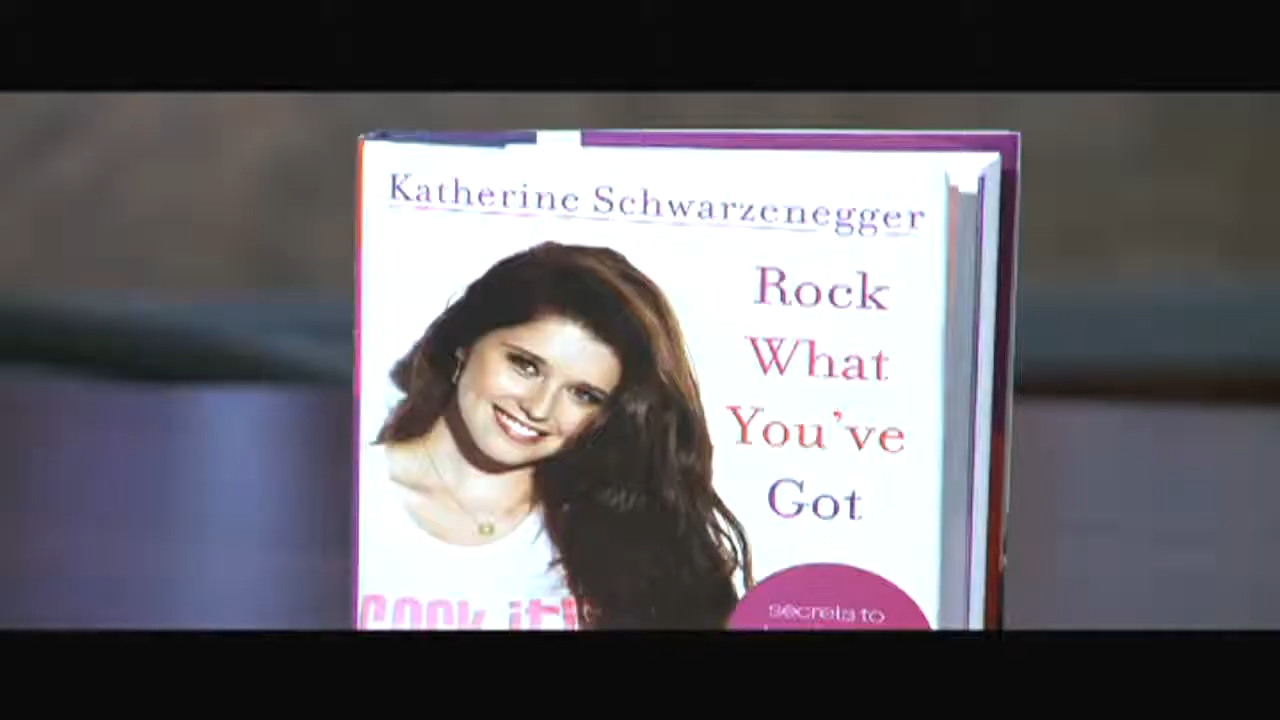 Katherine Schwarzenegger
Rock
What
You've
Got
secrets to